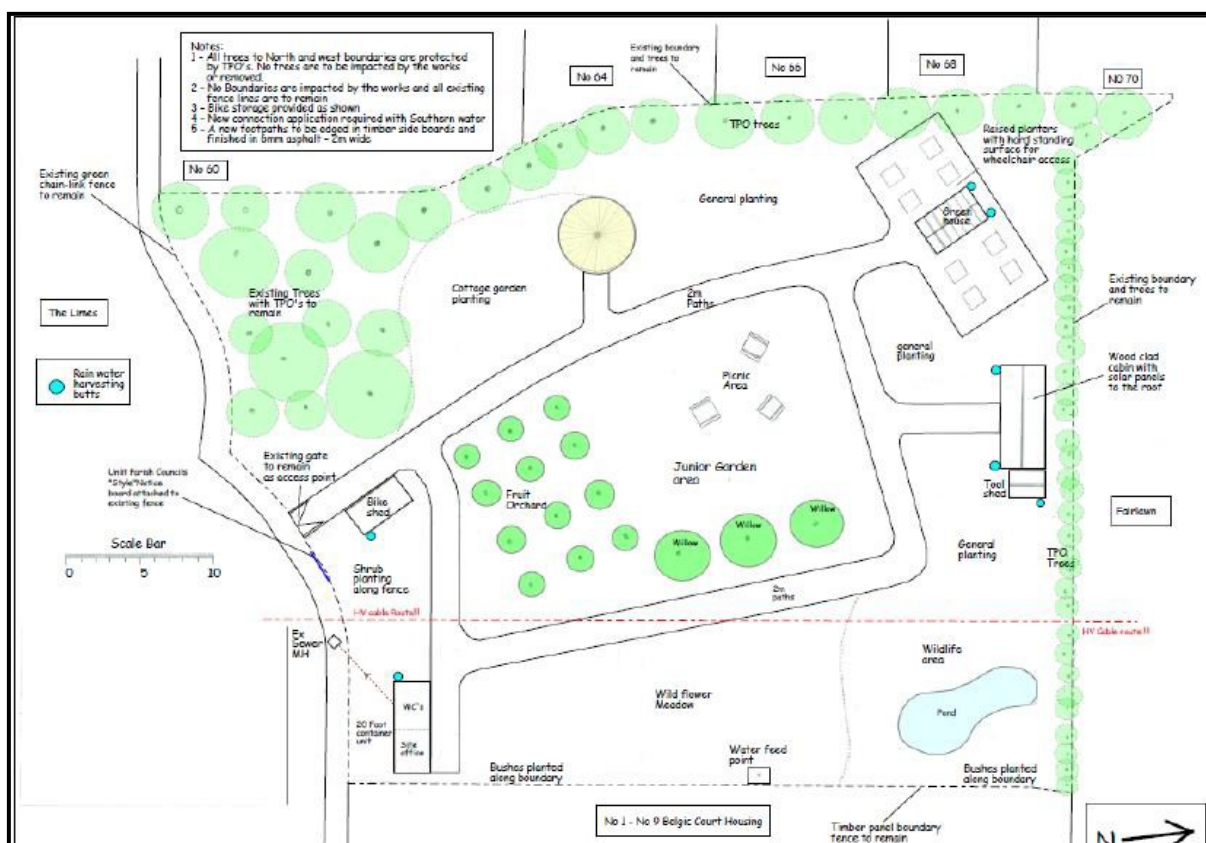 Notes:
1 - All trees to North and west boundaries are protected
by TPO's. No trees are to be impacted by the works
or removed.
2 - No Boundaries are impacted by the works and all existing
fence lines are to remain
3 - Bike storage provided as shown
4 - New connection application required with Southern water
5 - A new footpaths to be edged in timber side boards and
finished in 6mm asphalt - 2m wide
Existing boundary
and trees to
remain
No 64
No 66
No 68
NO 70
TPO trees
Raised planters
with hard standing
surface for
wheelchair access
No 60
Existing green
chain-link fence
to remain
General planting
Green
house
Cottage garden
planting
2m
Paths
Existing Trees
with TPO's to
remain
Existing boundary
and trees to
remain
The Limes
Rain water
harvesting
butts
general
planting
Picnic
Area
Wood clad
cabin with
solar panels
to the roof
Existing gate
to remain
as access point
Parish Councils
"Style" Notice
board attached to
existing fence
Junior Garden
area
Fruit
Orchard
Bike
shed
Tool
shed
Fairlawn
Willow
Willow
Willow
Scale Bar
0 5 10
General
planting
TPO
Trees
Shrub
planting
along fence
2m
paths
HV cable Route!!
HV Cable route!!
Ex
Sewer
MH
Wildlife
area
Wild flower
Meadow
WC's
Pond
20 Foot
container
unit
Site
office
Water feed
point
Bushes planted
along boundary
Bushes planted
along boundary
No 1 - No 9 Belgic Court Housing
Timber panel boundary
fence to remain
N